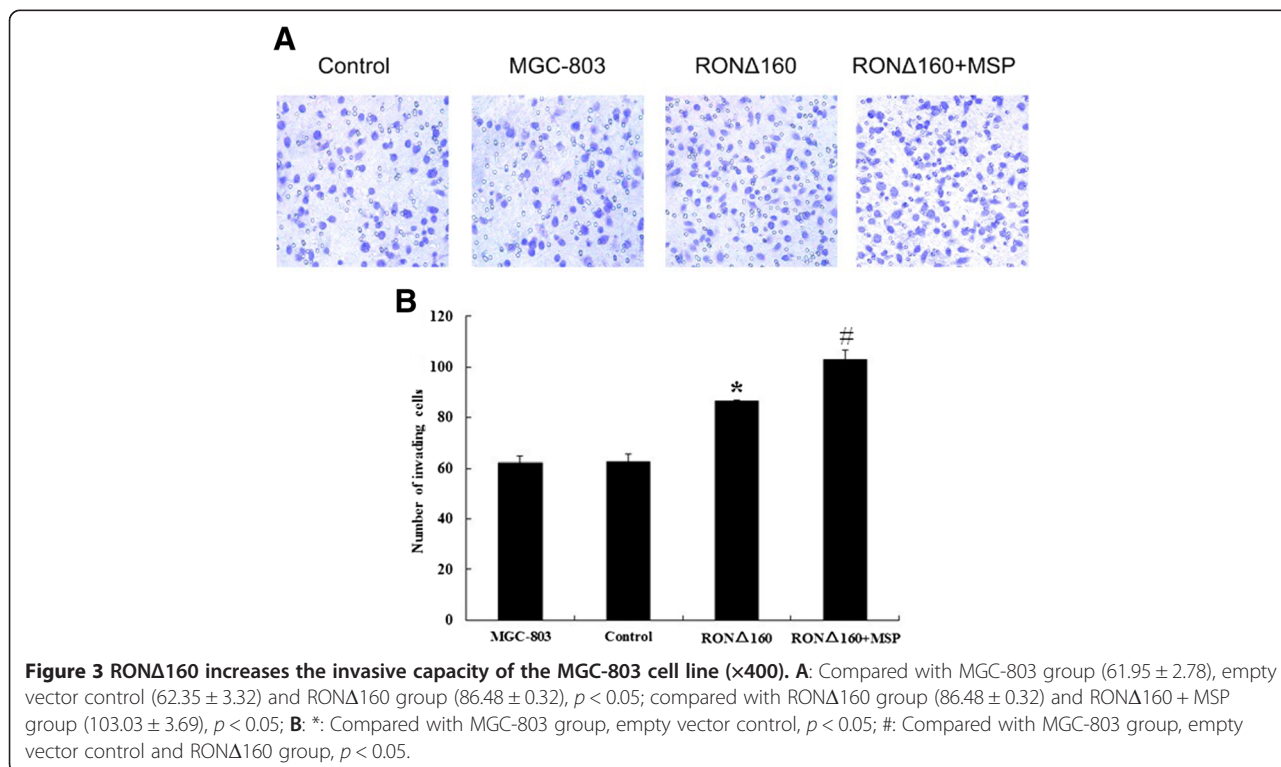 A
Control MGC-803 RONΔ160 RONΔ160+MSP
B
120
100
80
60
40
20
0
Number of invading cells
*
#
MGC-803 Control RON△160 RON△160+MSP
Figure 3 RONΔ160 increases the invasive capacity of the MGC-803 cell line (×400). A: Compared with MGC-803 group (61.95 ± 2.78), empty
vector control (62.35 ± 3.32) and RONΔ160 group (86.48 ± 0.32), p < 0.05; compared with RONΔ160 group (86.48 ± 0.32) and RONΔ160 + MSP
group (103.03 ± 3.69), p < 0.05; B: *: Compared with MGC-803 group, empty vector control, p < 0.05; #: Compared with MGC-803 group, empty
vector control and RONΔ160 group, p < 0.05.